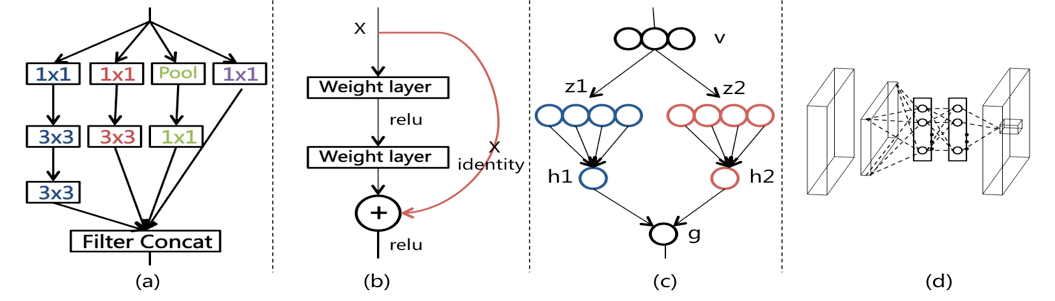 1x1 1x1 Pool 1x1
3x3 3x3 1x1
3x3
Filter Concat
(a)
X
Weight layer
relu
Weight layer
X
identity
+
relu
(b)
v
z1 z2
h1 h2
g
(c)
(d)